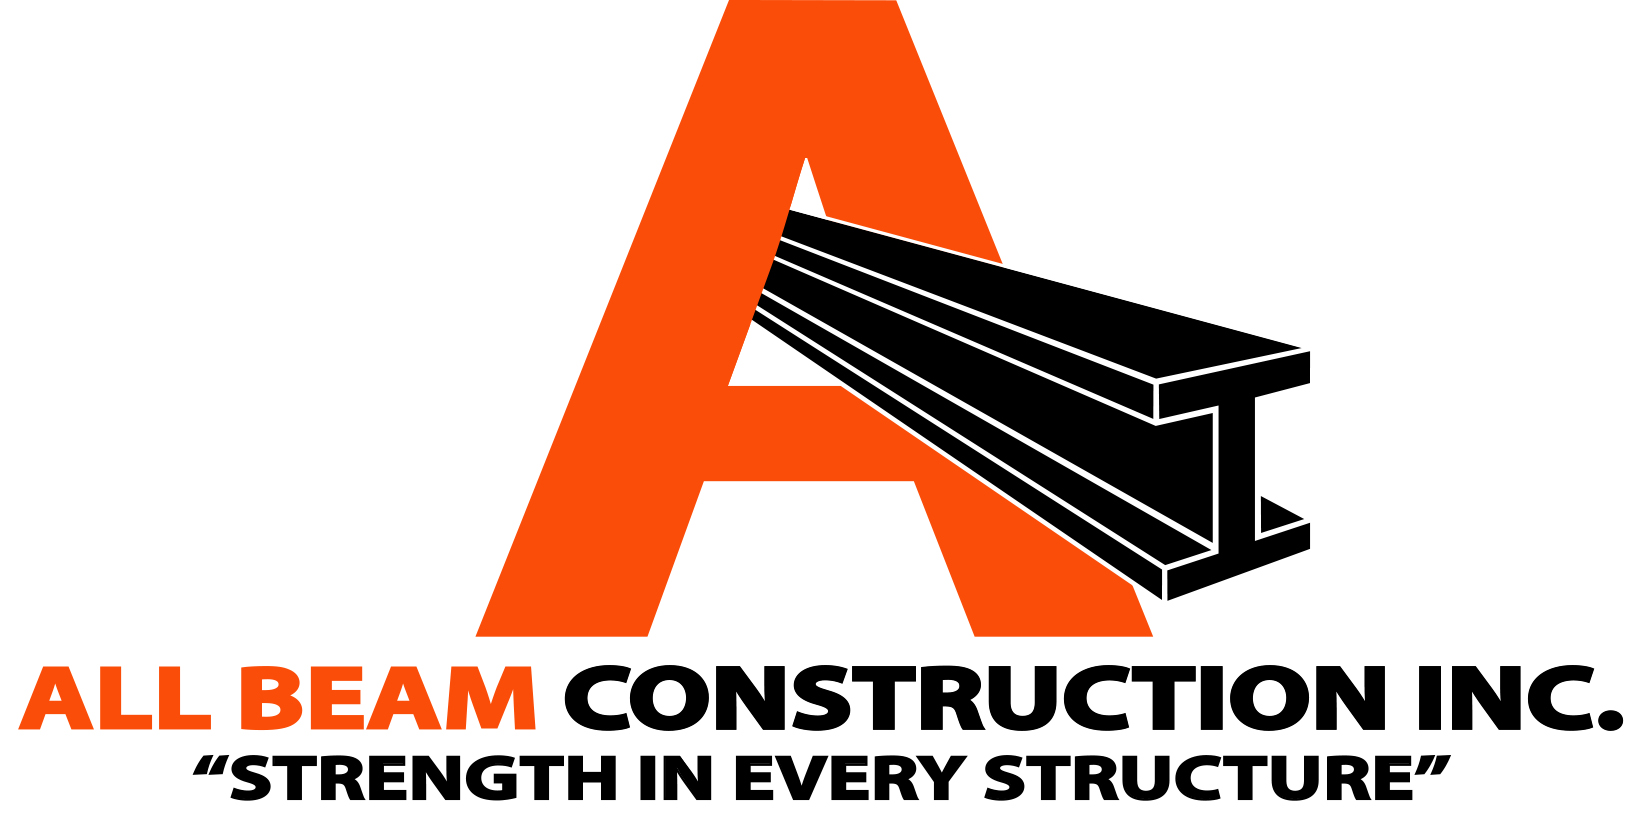 ALL BEAM CONSTRUCTION INC.
“STRENGTH IN EVERY STRUCTURE”